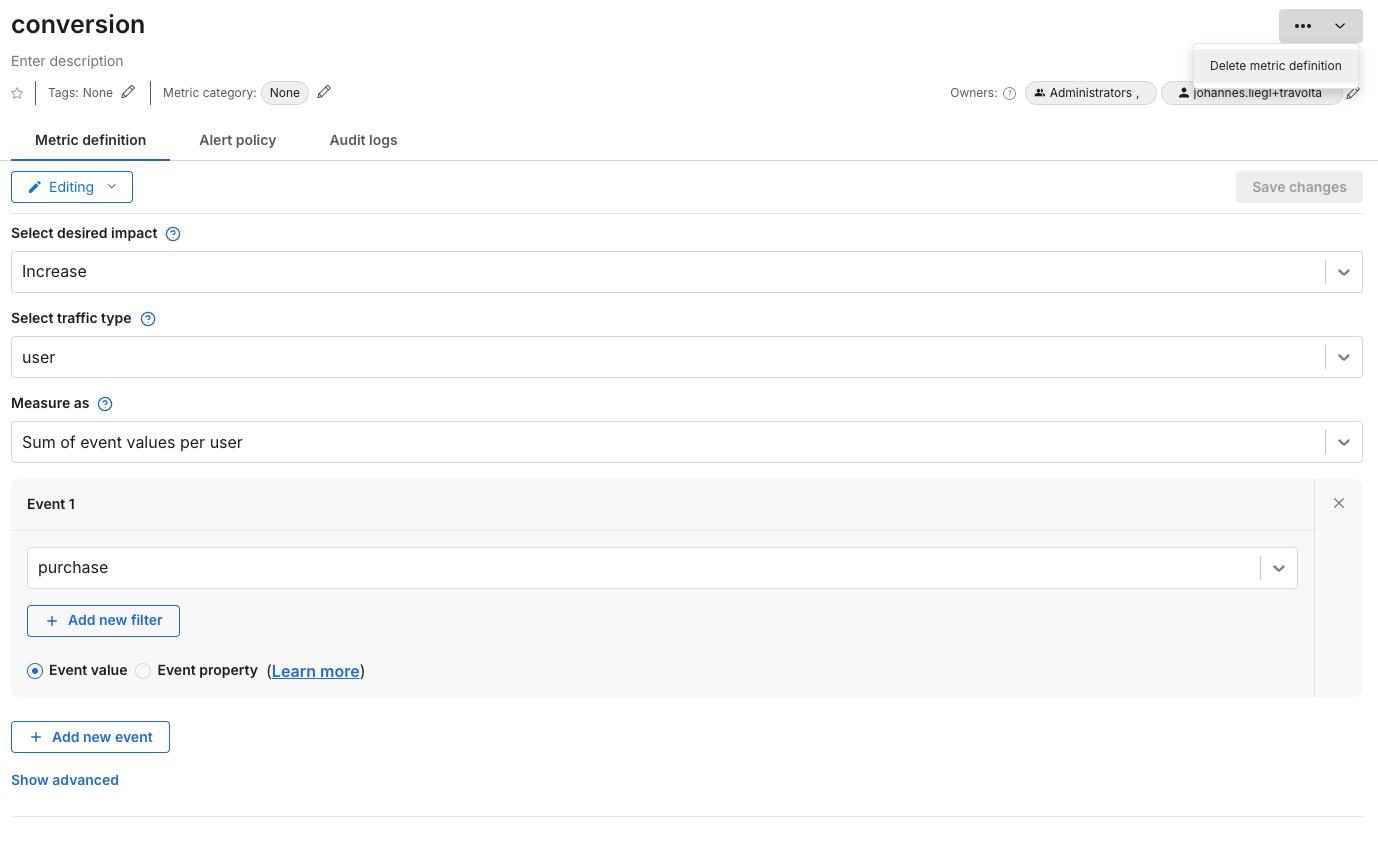 conversion
Delete metric definition
Enter description
Tags: None Metric category: None Owners: Administrators , johannes.liegl+travolta
Metric definition Alert policy Audit logs
Editing Save changes
Select desired impact
Increase
Select traffic type
user
Measure as
Sum of event values per user
Event 1
purchase
Add new filter
Event value Event property (Learn more)
Add new event
Show advanced